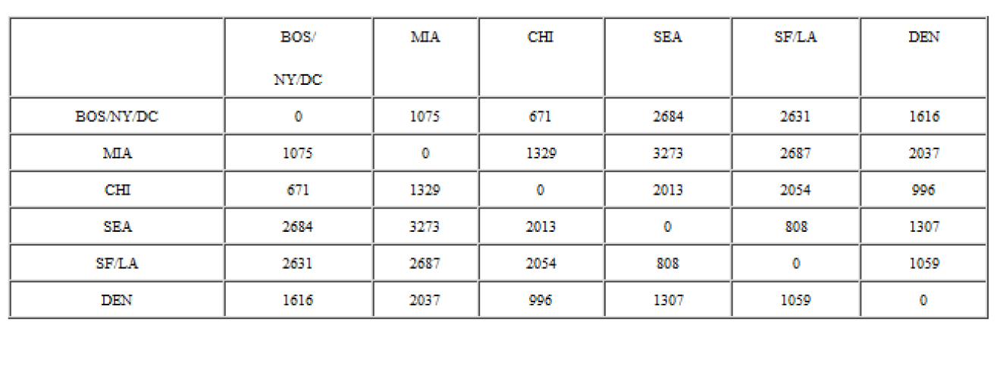 BOS/ MIA CHI SEA SF/LA DEN
NY/DC
BOS/NY/DC 0 1075 671 2684 2631 1616
MIA 1075 0 1329 3273 2687 2037
CHI 671 1329 0 2013 2054 996
SEA 2684 3273 2013 0 808 1307
SF/LA 2631 2687 2054 808 0 1059
DEN 1616 2037 996 1307 1059 0